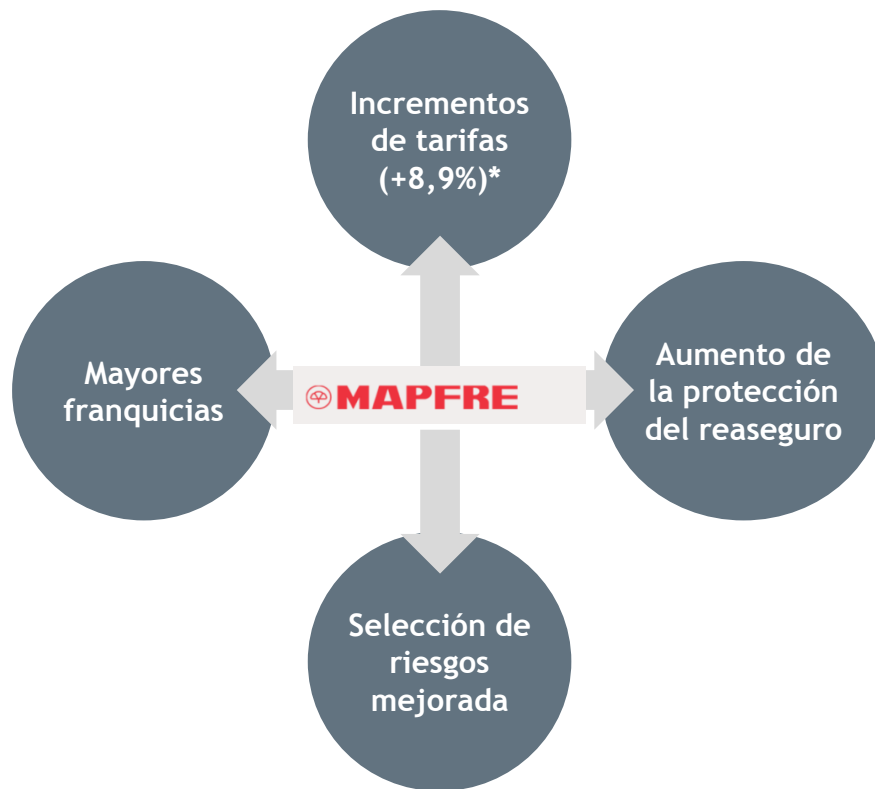 Incrementos
de tarifas
(+8,9%)*
Mayores
franquicias
MAPFRE
Aumento de
la protección
del reaseguro
Selección de
riesgos
mejorada